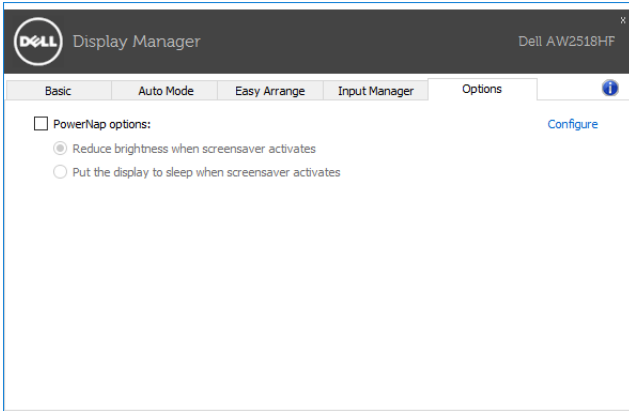 DELL Display Manager Dell AW2518HF x
Basic Auto Mode Easy Arrange Input Manager Options i
PowerNap options: Configure
Reduce brightness when screensaver activates
Put the display to sleep when screensaver activates